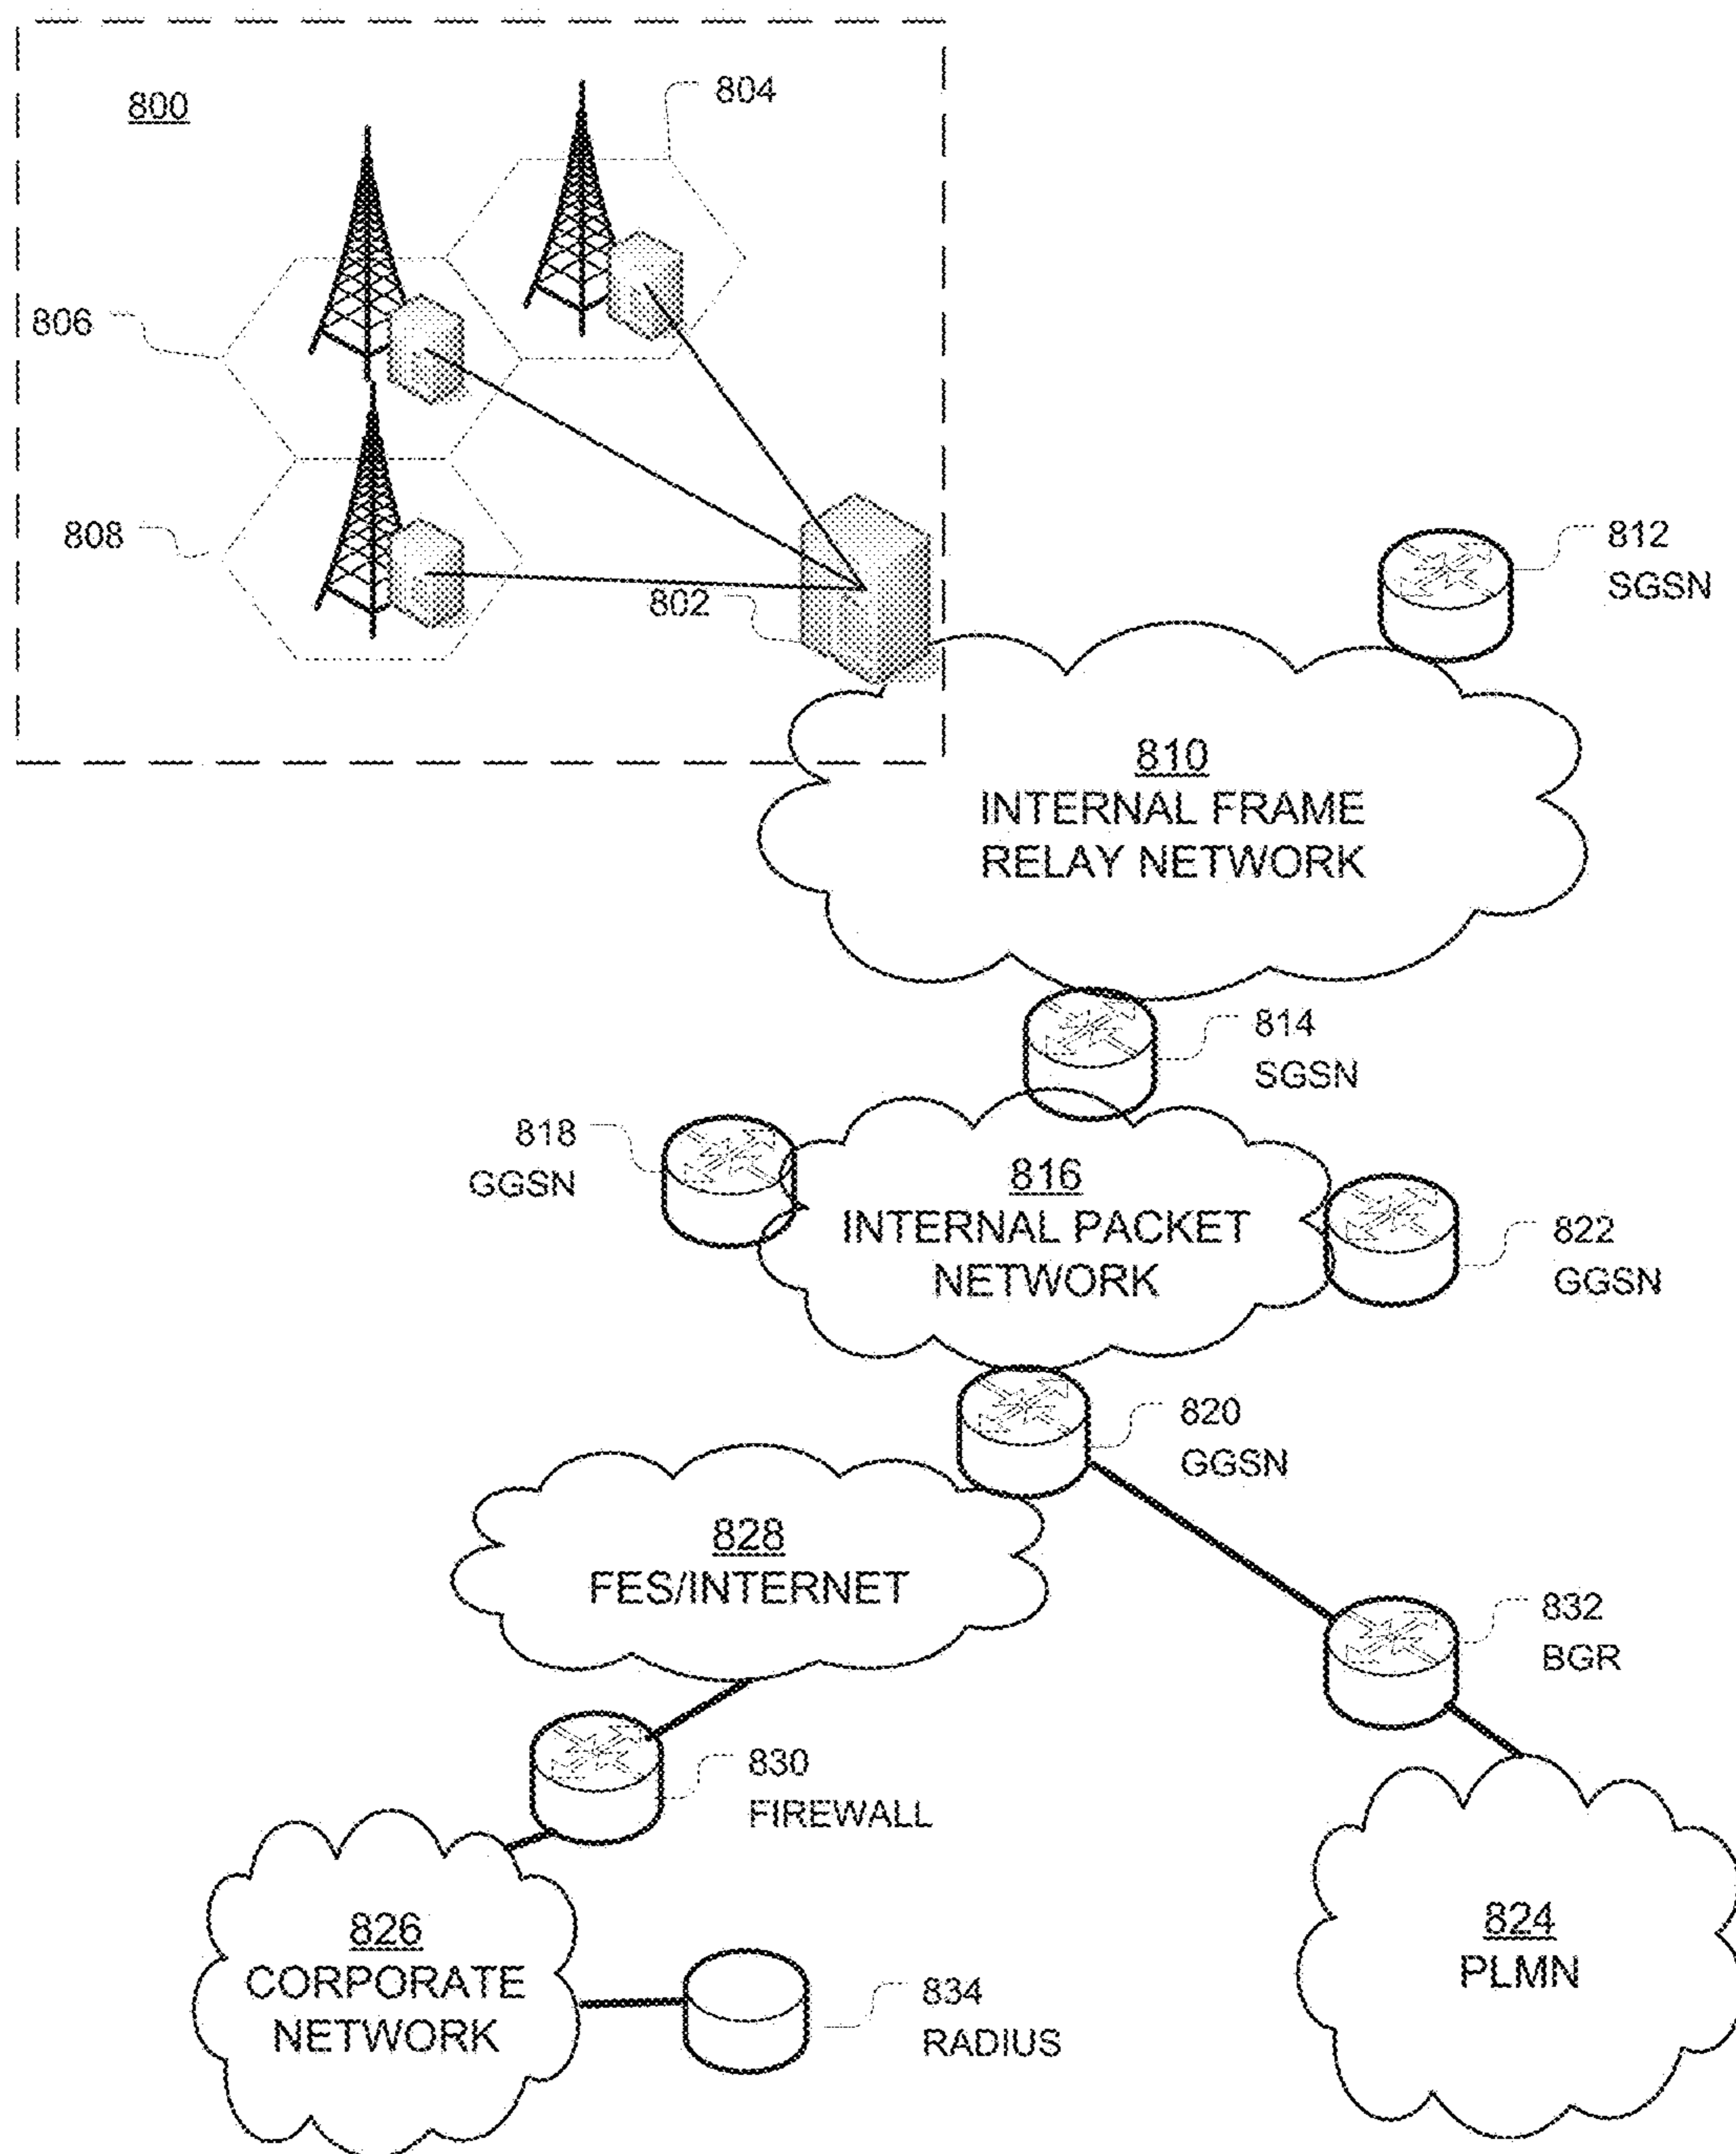 800
804
806
808
802
812
SGSN
810
INTERNAL FRAME
RELAY NETWORK
814
SGSN
818
GGSN
816
INTERNAL PACKET
NETWORK
822
GGSN
820
GGSN
828
FES/INTERNET
832
BGR
830
FIREWALL
826
CORPORATE
NETWORK
824
PLMN
834
RADIUS